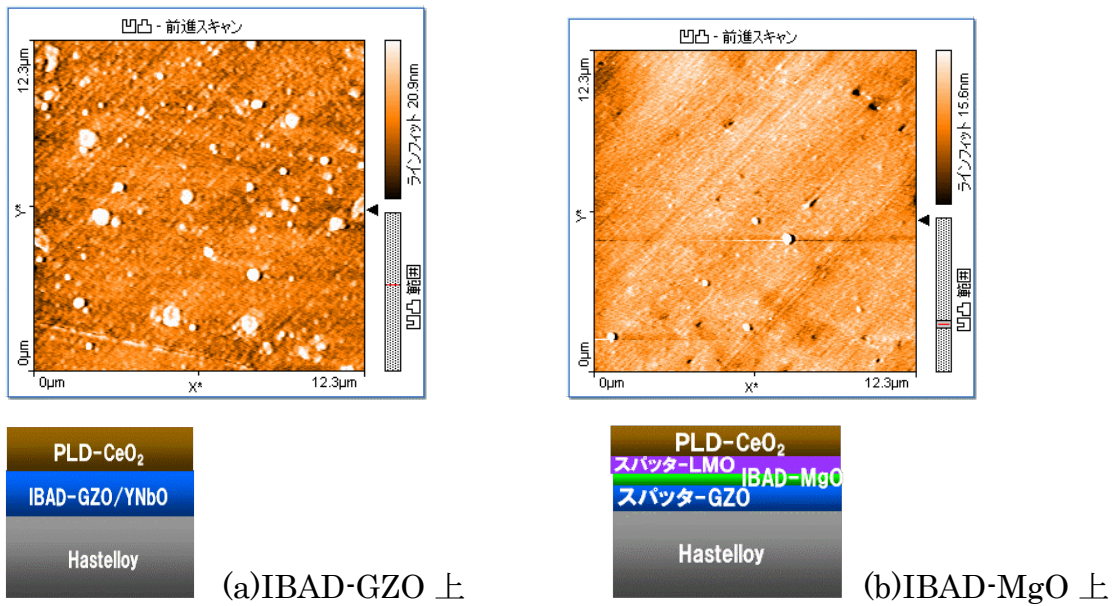 凹凸 - 前進スキャン
12.3µm
Y*
0µm
0µm
X*
12.3µm
ラインフィット 20.9nm
凹凸 範囲
凹凸 - 前進スキャン
12.3µm
Y*
0µm
0µm
X*
12.3µm
ラインフィット 15.6nm
凹凸 範囲
PLD-CeO₂
IBAD-GZO/YNbO
Hastelloy
(a)IBAD-GZO 上
PLD-CeO₂
スパッタ-LMO
IBAD-MgO
スパッタ-GZO
Hastelloy
(b)IBAD-MgO 上